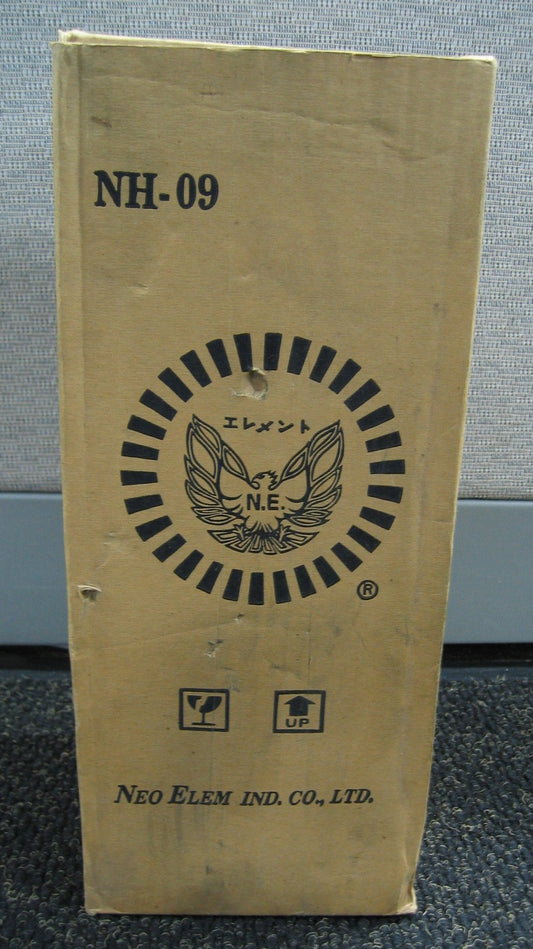 NH-09
エレメント
N.E.
®
UP
NEO ELEM IND. CO., LTD.